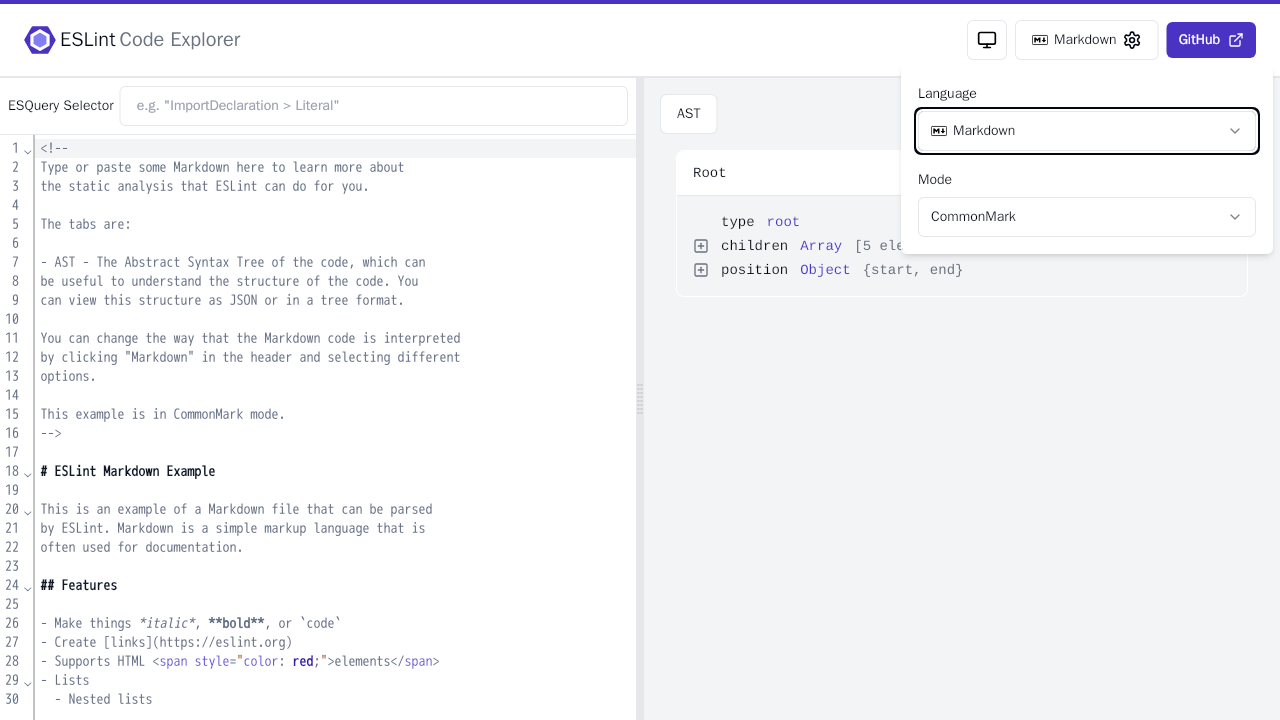 ESLint Code Explorer
Markdown
GitHub
ESQuery Selector
e.g. "ImportDeclaration > Literal"
1 <!--
2 Type or paste some Markdown here to learn more about
3 the static analysis that ESLint can do for you.
4
5 The tabs are:
6
7 - AST - The Abstract Syntax Tree of the code, which can
8 be useful to understand the structure of the code. You
9 can view this structure as JSON or in a tree format.
10
11 You can change the way that the Markdown code is interpreted
12 by clicking "Markdown" in the header and selecting different
13 options.
14
15 This example is in CommonMark mode.
16 -->
17
18 # ESLint Markdown Example
19
20 This is an example of a Markdown file that can be parsed
21 by ESLint. Markdown is a simple markup language that is
22 often used for documentation.
23
24 ## Features
25
26 - Make things *italic*, **bold**, or `code`
27 - Create [links](https://eslint.org)
28 - Supports HTML <span style="color: red;">elements</span>
29 - Lists
30   - Nested lists
AST
Root
type root
children Array [5 ele
position Object {start, end}
Language
Markdown
Mode
CommonMark